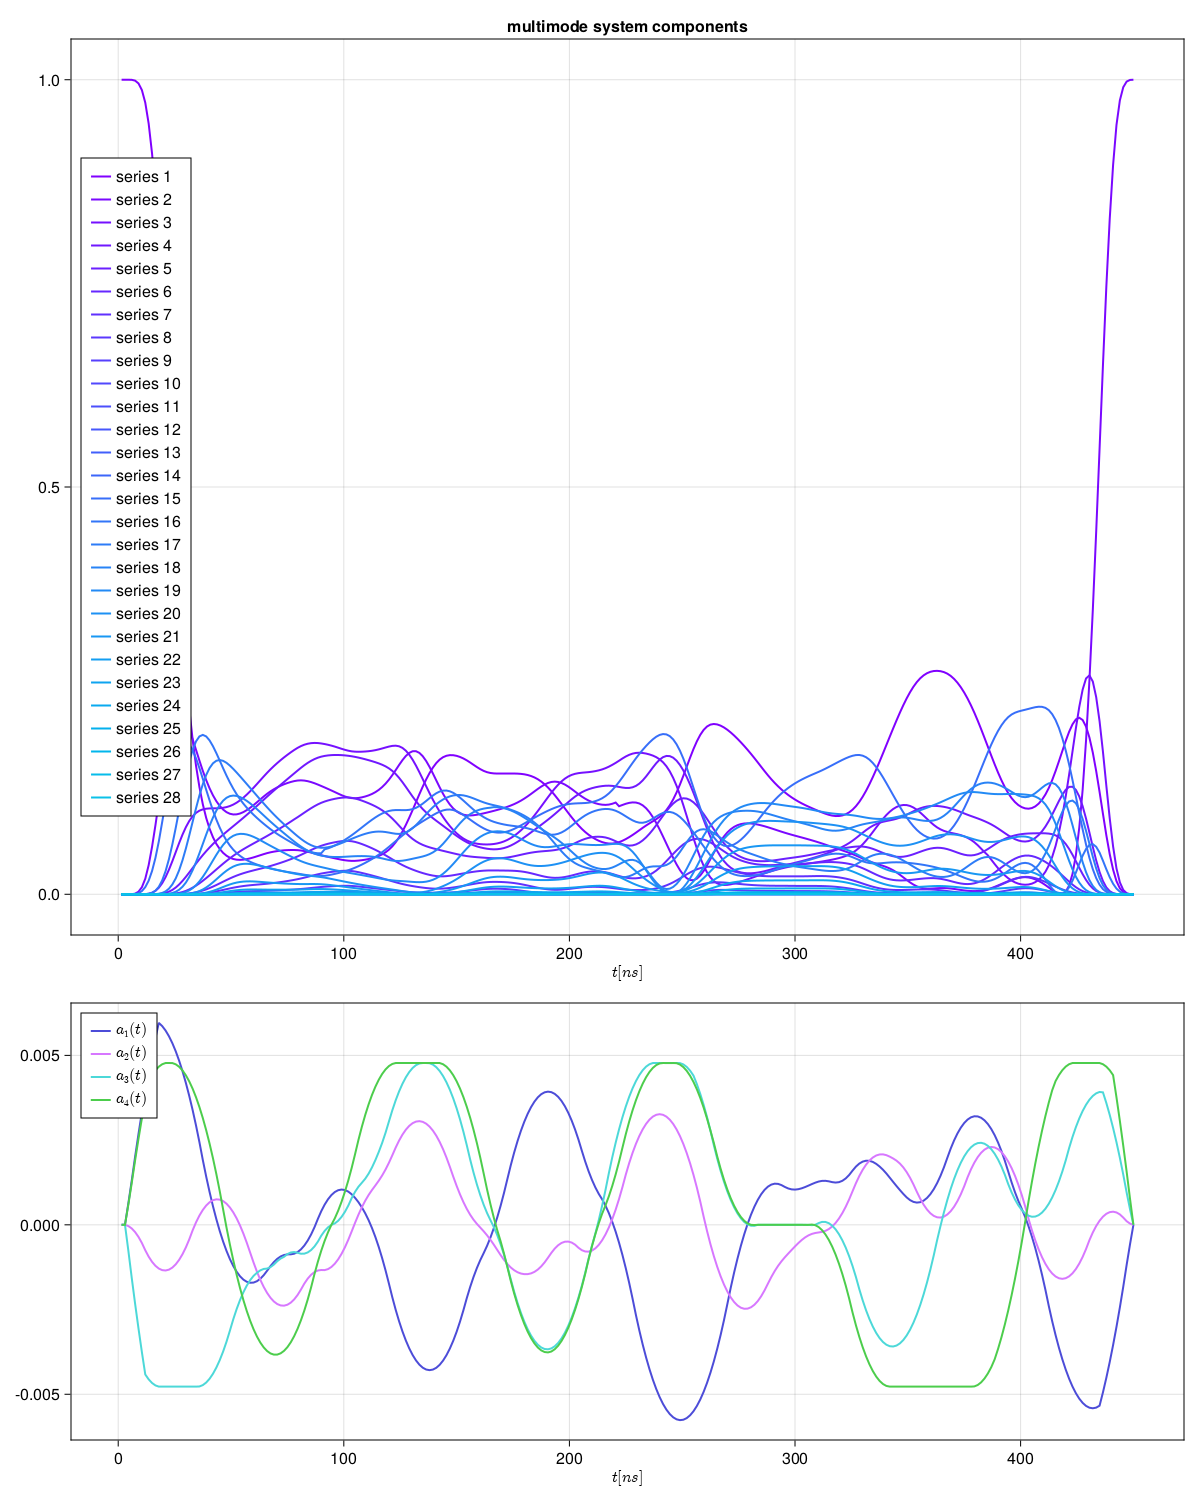 multimode system components
1.0
0.5
0.0
series 1
series 2
series 3
series 4
series 5
series 6
series 7
series 8
series 9
series 10
series 11
series 12
series 13
series 14
series 15
series 16
series 17
series 18
series 19
series 20
series 21
series 22
series 23
series 24
series 25
series 26
series 27
series 28
0 100 200 300 400
t[ns]
0.005
0.000
-0.005
a₁(t)
a₂(t)
a₃(t)
a₄(t)
0 100 200 300 400
t[ns]